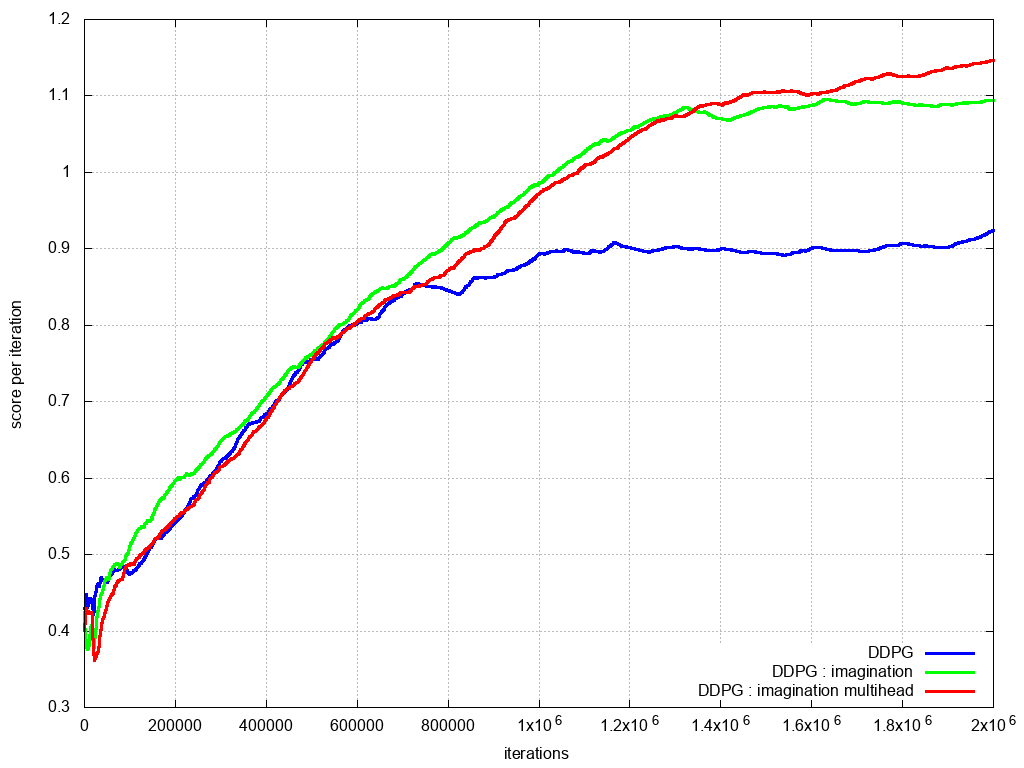 1.2
1.1
1
0.9
0.8
0.7
0.6
0.5
0.4
0.3
score per iteration
DDPG
DDPG : imagination
DDPG : imagination multihead
0 200000 400000 600000 800000 1x10 6 1.2x10 6 1.4x10 6 1.6x10 6 1.8x10 6 2x10 6
iterations